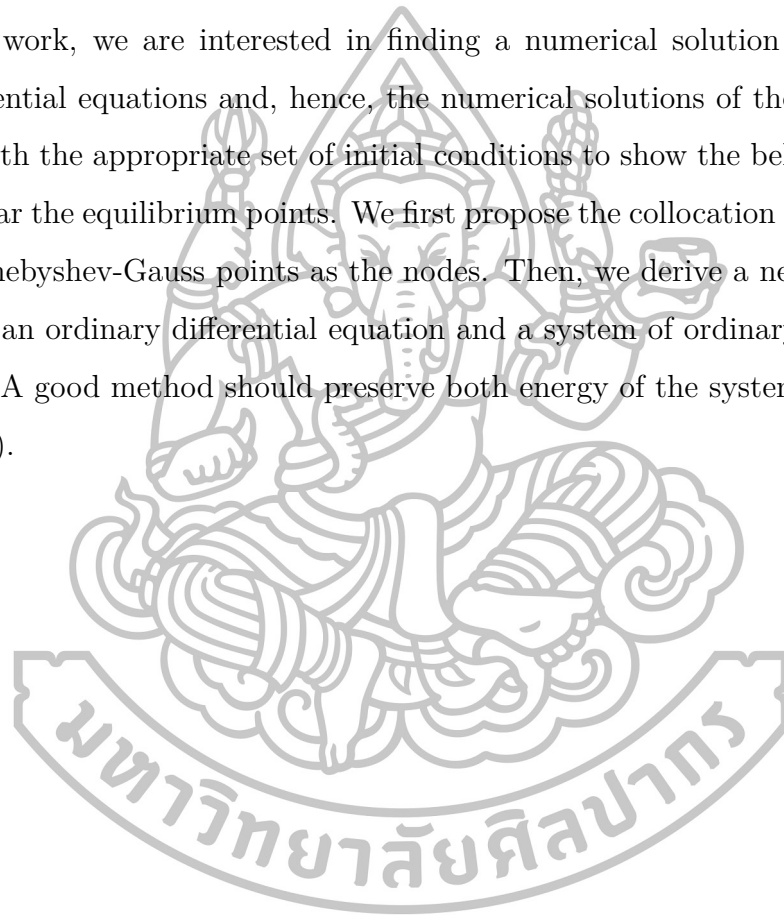 work, we are interested in finding a numerical solution
ential equations and, hence, the numerical solutions of the
th the appropriate set of initial conditions to show the be
ar the equilibrium points. We first propose the collocation
nebyshev-Gauss points as the nodes. Then, we derive a ne
an ordinary differential equation and a system of ordinary
A good method should preserve both energy of the system
).
มหาวิทยาลัยศิลปากร